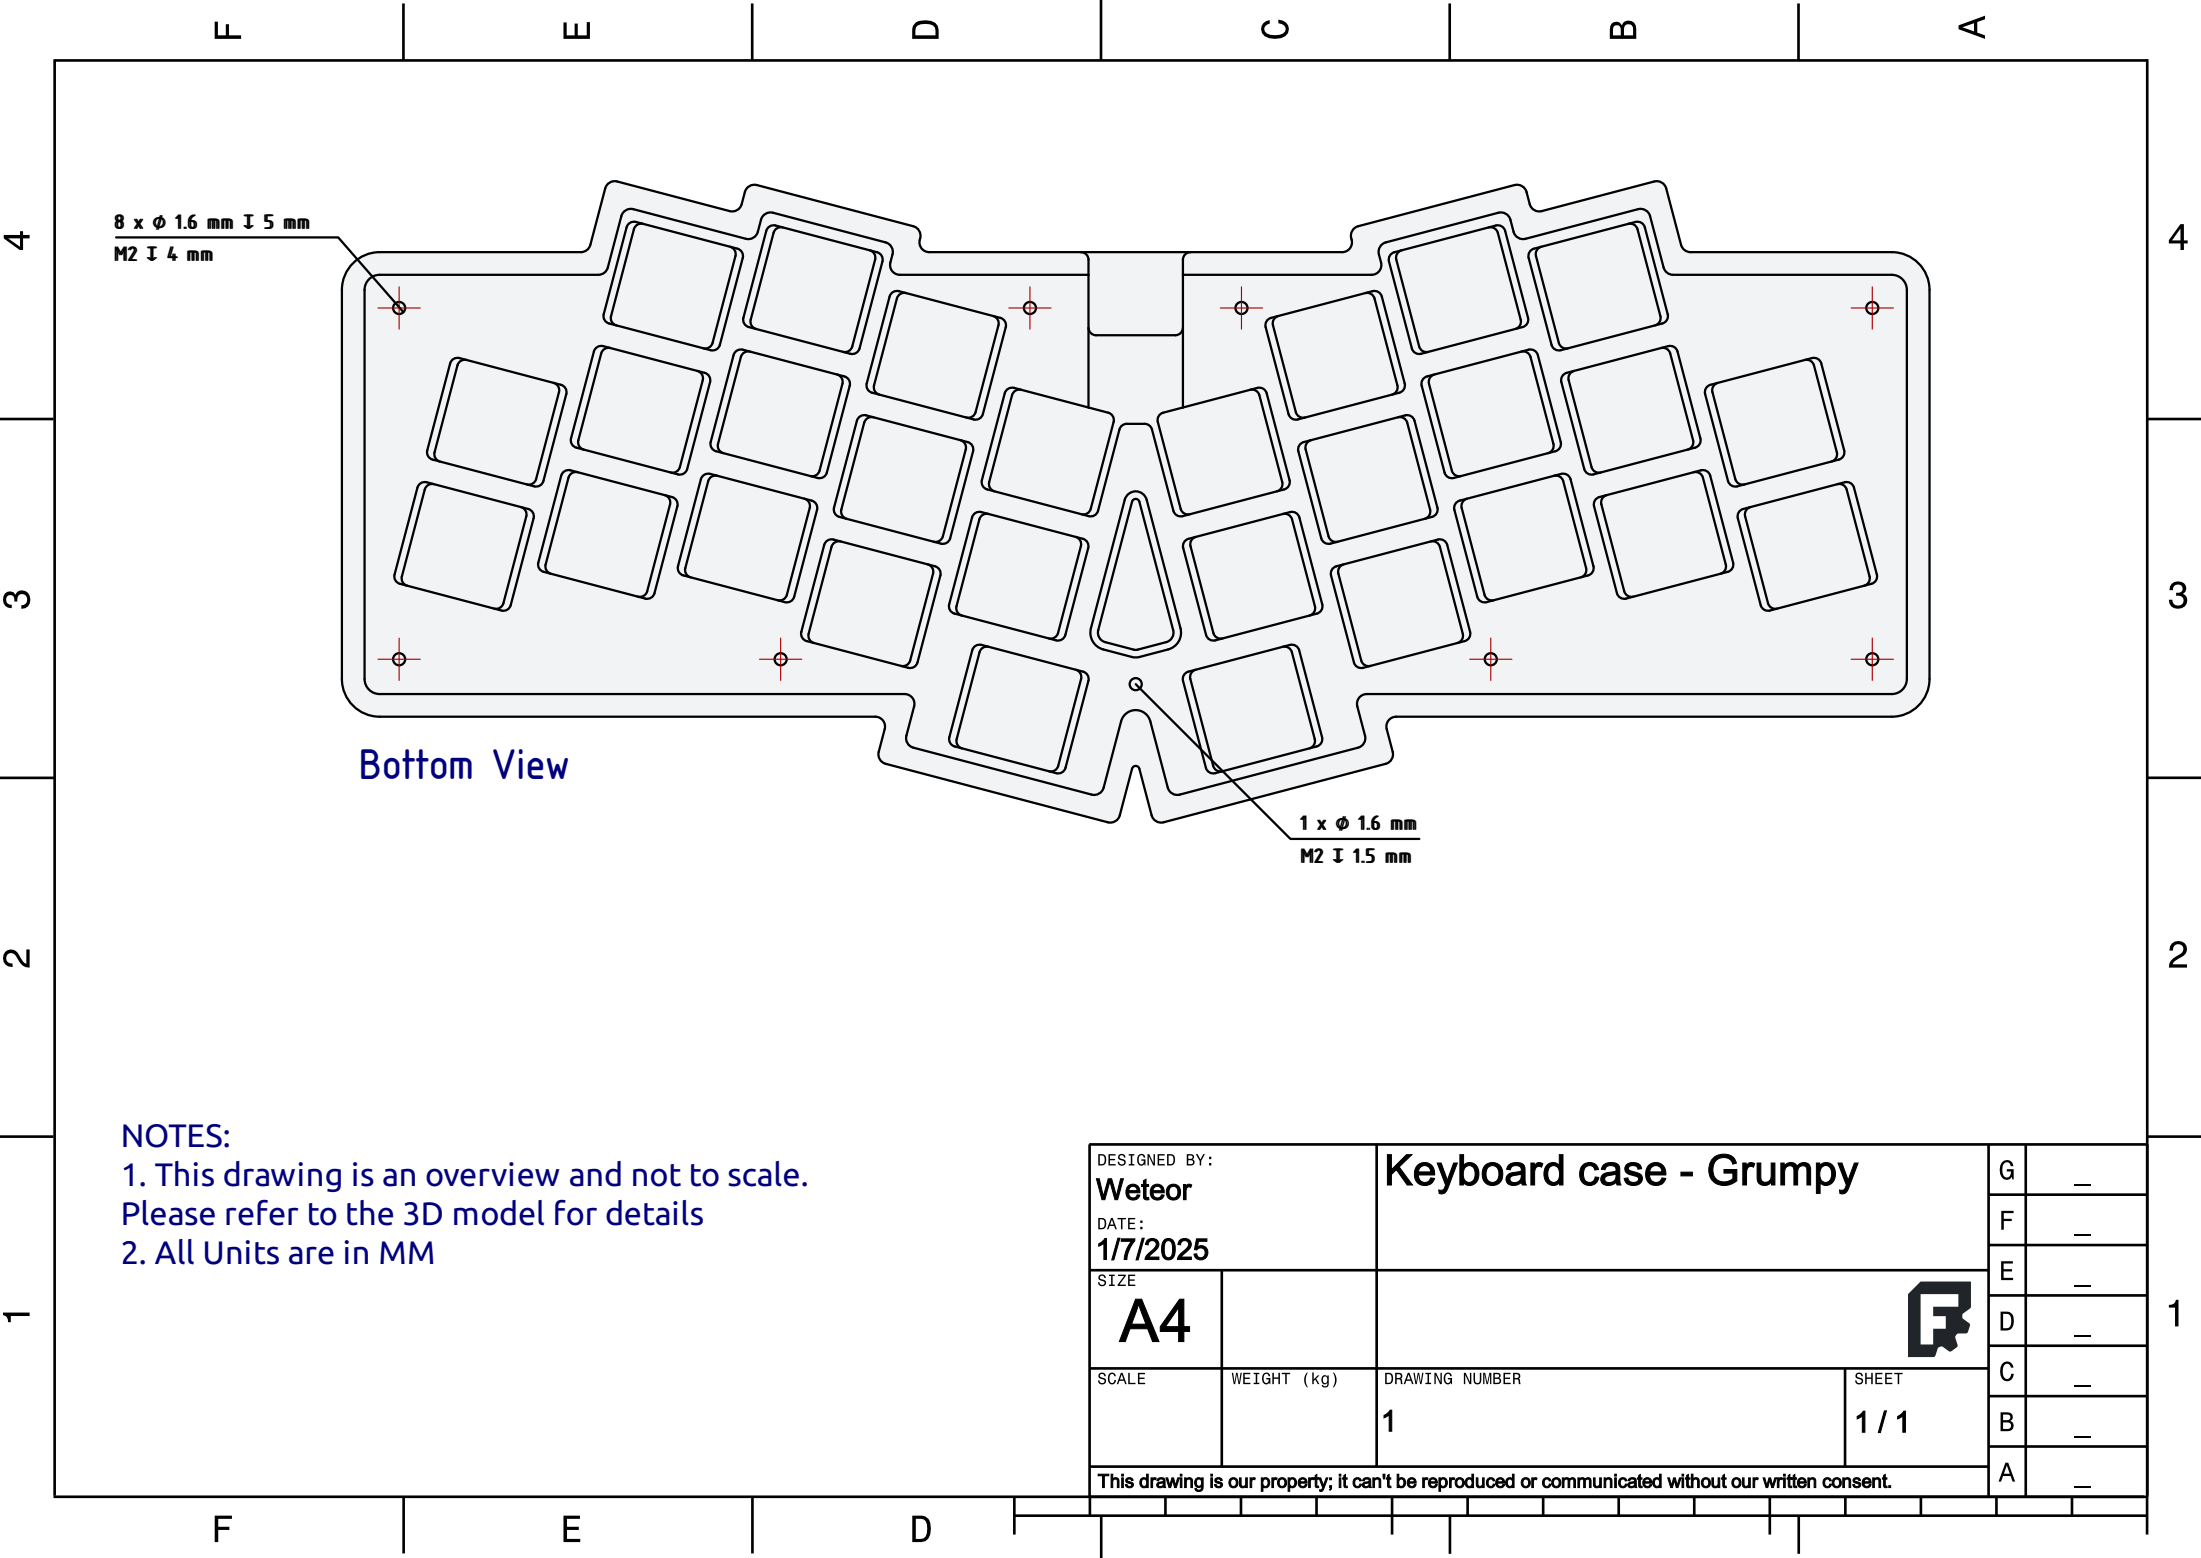 F E D C B A
4
4
8 x ⌀ 1.6 mm ↧ 5 mm
M2 ↧ 4 mm
3
3
Bottom View
1 x ⌀ 1.6 mm
M2 ↧ 1.5 mm
2
2
NOTES:
1. This drawing is an overview and not to scale.
Please refer to the 3D model for details
2. All Units are in MM
1
1
DESIGNED BY:
Weteor
DATE:
1/7/2025
Keyboard case - Grumpy
SIZE
A4
F
SCALE
WEIGHT (kg)
DRAWING NUMBER
1
SHEET
1 / 1
This drawing is our property; it can't be reproduced or communicated without our written consent.
G _
F _
E _
D _
C _
B _
A _
F E D